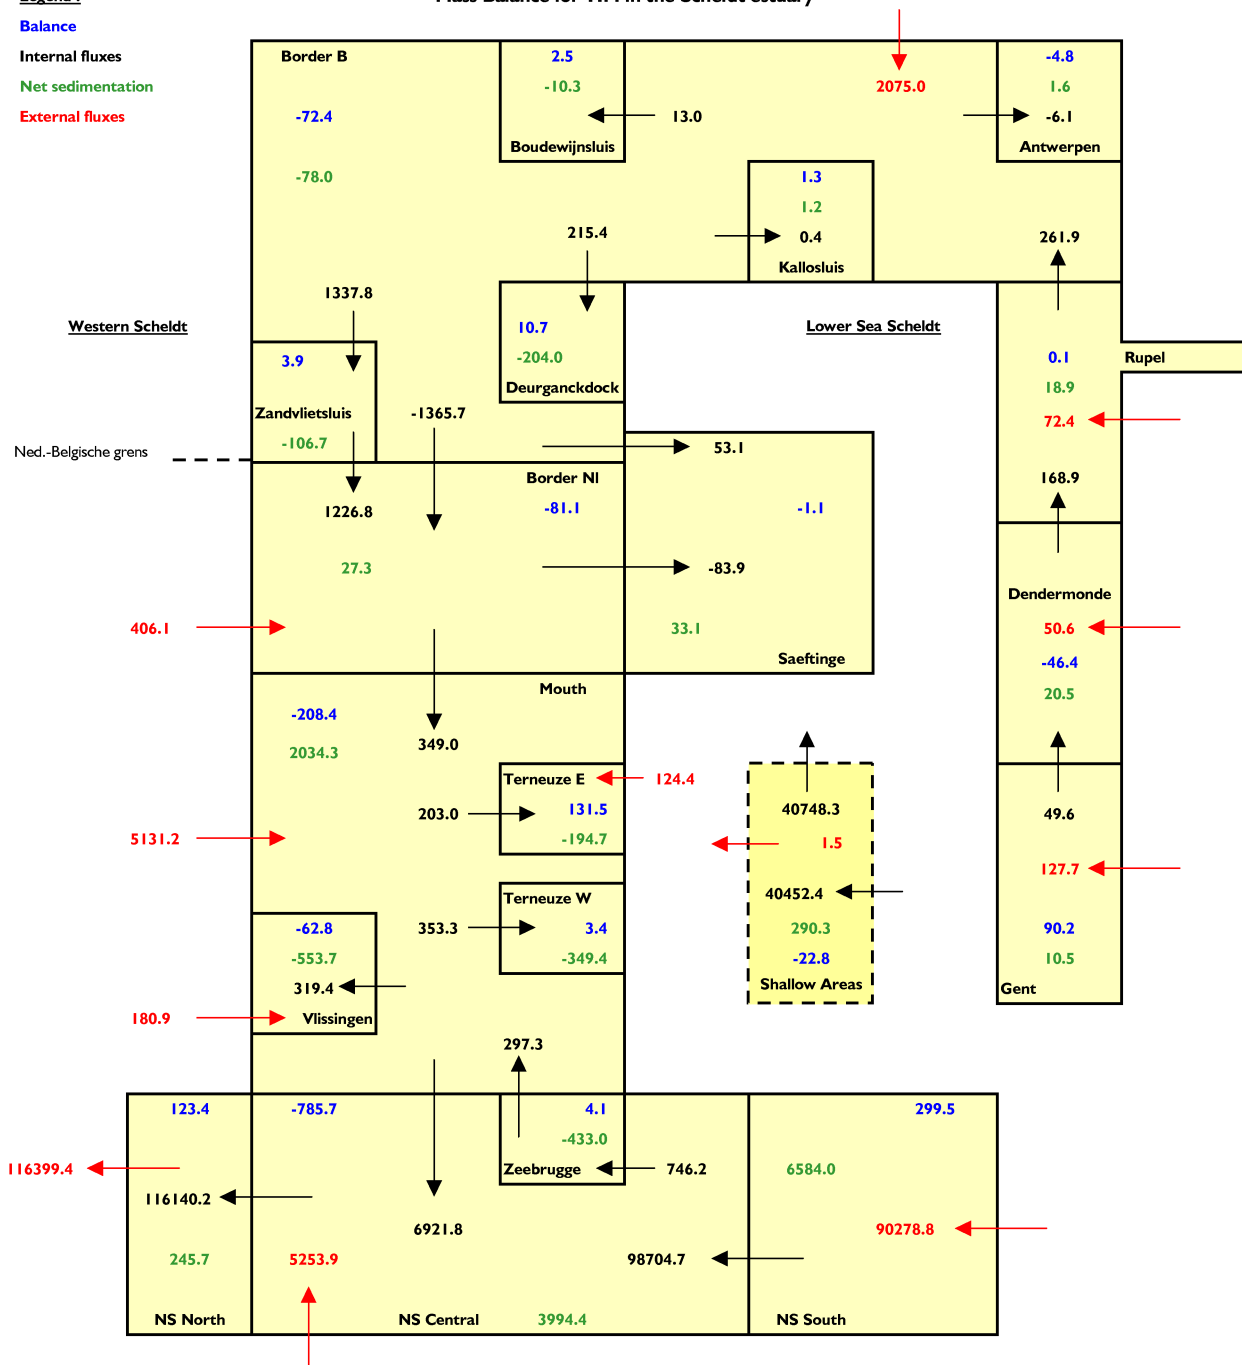 Legend :
Mass Balance for TIM in the Scheldt estuary
Balance
Internal fluxes
Net sedimentation
External fluxes
Border B
2.5
-4.8
-10.3
2075.0
1.6
-72.4
13.0
-6.1
Boudewijnsluis
Antwerpen
-78.0
1.3
1.2
215.4
0.4
261.9
Kallosluis
1337.8
Western Scheldt
10.7
Lower Sea Scheldt
3.9
-204.0
0.1
Rupel
Deurganckdock
18.9
Zandvlietsluis
-1365.7
72.4
-106.7
53.1
Ned.-Belgische grens
Border Nl
168.9
1226.8
-81.1
-1.1
27.3
-83.9
Dendermonde
406.1
33.1
50.6
Saeftinge
-46.4
Mouth
20.5
-208.4
2034.3
349.0
Terneuze E
124.4
203.0
131.5
40748.3
49.6
5131.2
-194.7
1.5
127.7
Terneuze W
40452.4
-62.8
353.3
3.4
290.3
90.2
-553.7
-349.4
-22.8
10.5
319.4
Shallow Areas
Gent
180.9
Vlissingen
297.3
123.4
-785.7
4.1
299.5
-433.0
116399.4
Zeebrugge
746.2
6584.0
116140.2
6921.8
90278.8
245.7
5253.9
98704.7
NS North
NS Central
3994.4
NS South